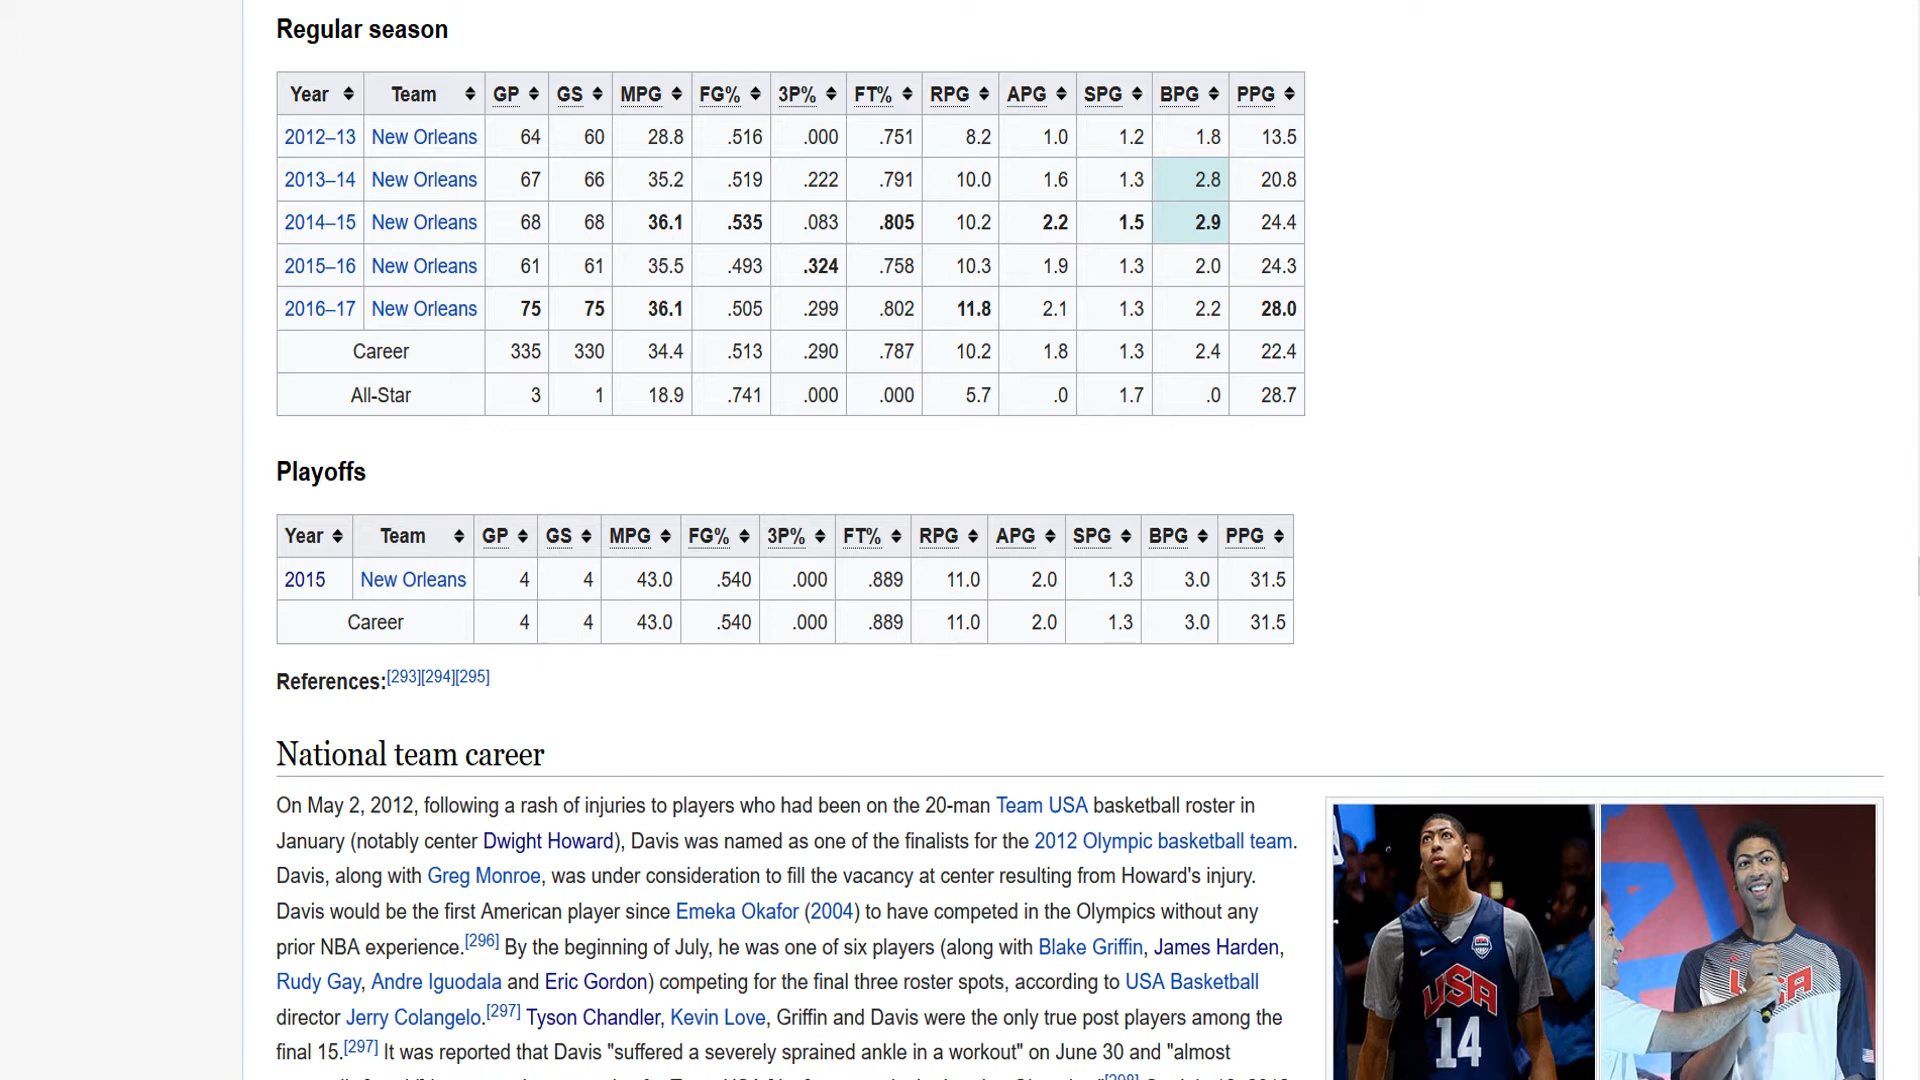 Regular season
Year Team GP GS MPG FG% 3P% FT% RPG APG SPG BPG PPG
2012–13 New Orleans 64 60 28.8 .516 .000 .751 8.2 1.0 1.2 1.8 13.5
2013–14 New Orleans 67 66 35.2 .519 .222 .791 10.0 1.6 1.3 2.8 20.8
2014–15 New Orleans 68 68 36.1 .535 .083 .805 10.2 2.2 1.5 2.9 24.4
2015–16 New Orleans 61 61 35.5 .493 .324 .758 10.3 1.9 1.3 2.0 24.3
2016–17 New Orleans 75 75 36.1 .505 .299 .802 11.8 2.1 1.3 2.2 28.0
Career 335 330 34.4 .513 .290 .787 10.2 1.8 1.3 2.4 22.4
All-Star 3 1 18.9 .741 .000 .000 5.7 .0 1.7 .0 28.7
Playoffs
Year Team GP GS MPG FG% 3P% FT% RPG APG SPG BPG PPG
2015 New Orleans 4 4 43.0 .540 .000 .889 11.0 2.0 1.3 3.0 31.5
Career 4 4 43.0 .540 .000 .889 11.0 2.0 1.3 3.0 31.5
References:[293][294][295]
National team career
On May 2, 2012, following a rash of injuries to players who had been on the 20-man Team USA basketball roster in
January (notably center Dwight Howard), Davis was named as one of the finalists for the 2012 Olympic basketball team.
Davis, along with Greg Monroe, was under consideration to fill the vacancy at center resulting from Howard's injury.
Davis would be the first American player since Emeka Okafor (2004) to have competed in the Olympics without any
prior NBA experience.[296] By the beginning of July, he was one of six players (along with Blake Griffin, James Harden,
Rudy Gay, Andre Iguodala and Eric Gordon) competing for the final three roster spots, according to USA Basketball
director Jerry Colangelo.[297] Tyson Chandler, Kevin Love, Griffin and Davis were the only true post players among the
final 15.[297] It was reported that Davis "suffered a severely sprained ankle in a workout" on June 30 and "almost
USA
14
USA